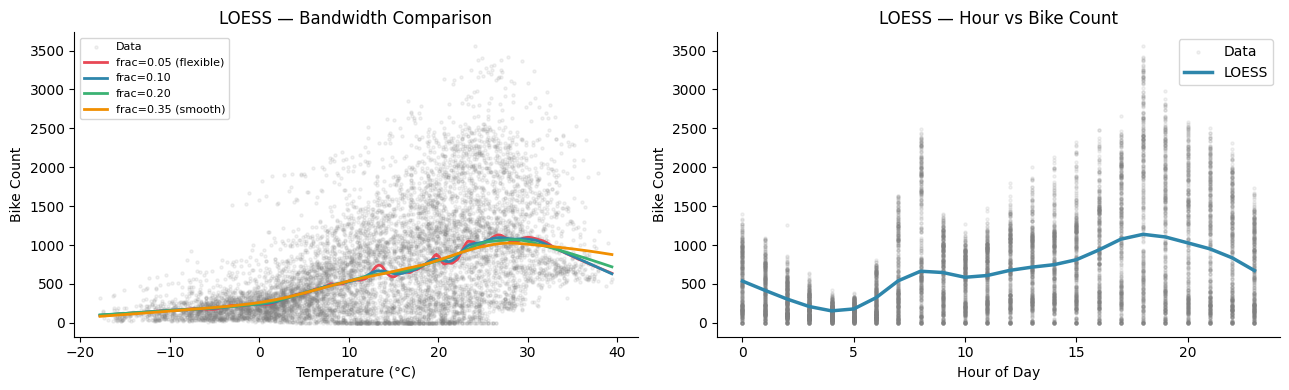 LOESS — Bandwidth Comparison
Data
frac=0.05 (flexible)
frac=0.10
frac=0.20
frac=0.35 (smooth)
3500
3000
2500
2000
1500
1000
500
0
Bike Count
−20
−10
0
10
20
30
40
Temperature (°C)
LOESS — Hour vs Bike Count
Data
LOESS
3500
3000
2500
2000
1500
1000
500
0
Bike Count
0
5
10
15
20
Hour of Day